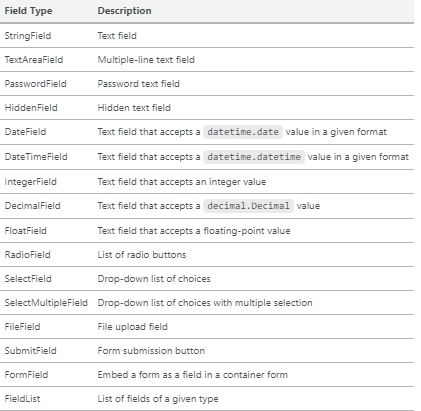 Field Type Description
StringField Text field
TextAreaField Multiple-line text field
PasswordField Password text field
HiddenField Hidden text field
DateField Text field that accepts a datetime.date value in a given format
DateTimeField Text field that accepts a datetime.datetime value in a given format
IntegerField Text field that accepts an integer value
DecimalField Text field that accepts a decimal.Decimal value
FloatField Text field that accepts a floating-point value
RadioField List of radio buttons
SelectField Drop-down list of choices
SelectMultipleField Drop-down list of choices with multiple selection
FileField File upload field
SubmitField Form submission button
FormField Embed a form as a field in a container form
FieldList List of fields of a given type